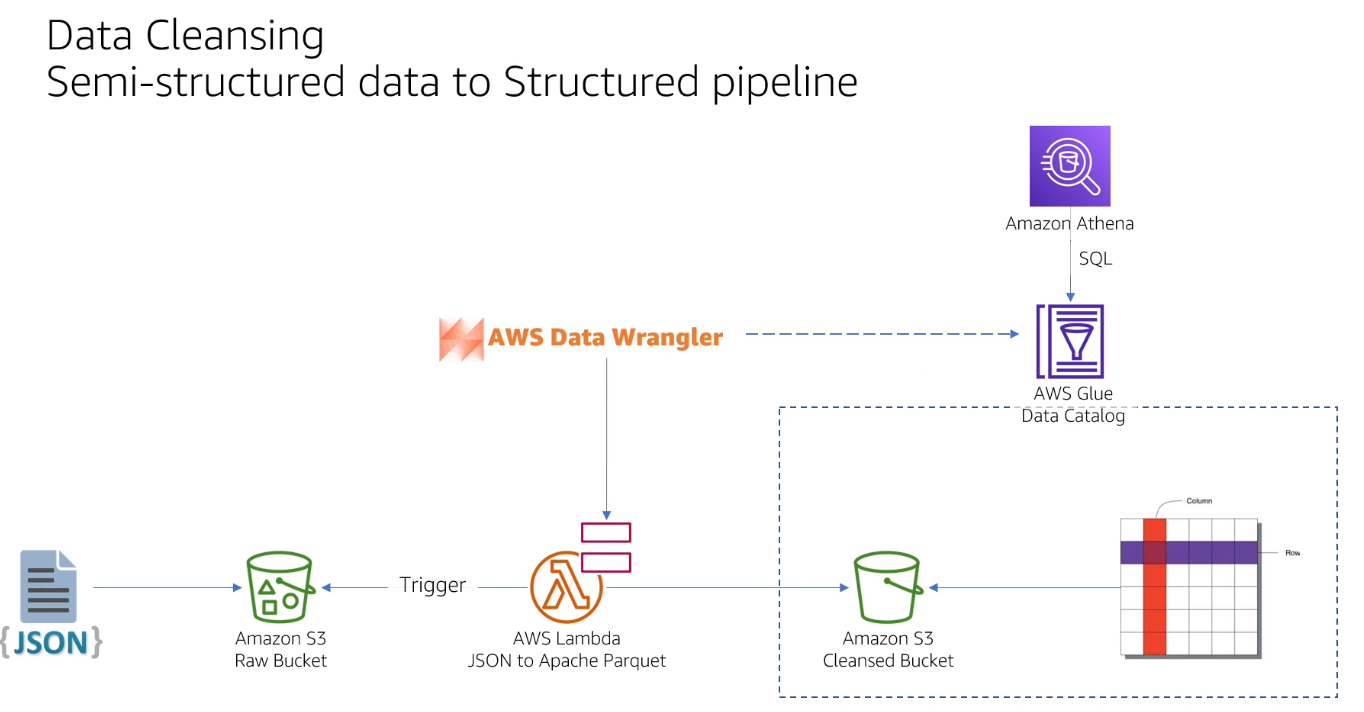 Data Cleansing
Semi-structured data to Structured pipeline
Amazon Athena
SQL
AWS Data Wrangler
AWS Glue
Data Catalog
Column
Row
Trigger
{JSON}
Amazon S3
Raw Bucket
AWS Lambda
JSON to Apache Parquet
Amazon S3
Cleansed Bucket